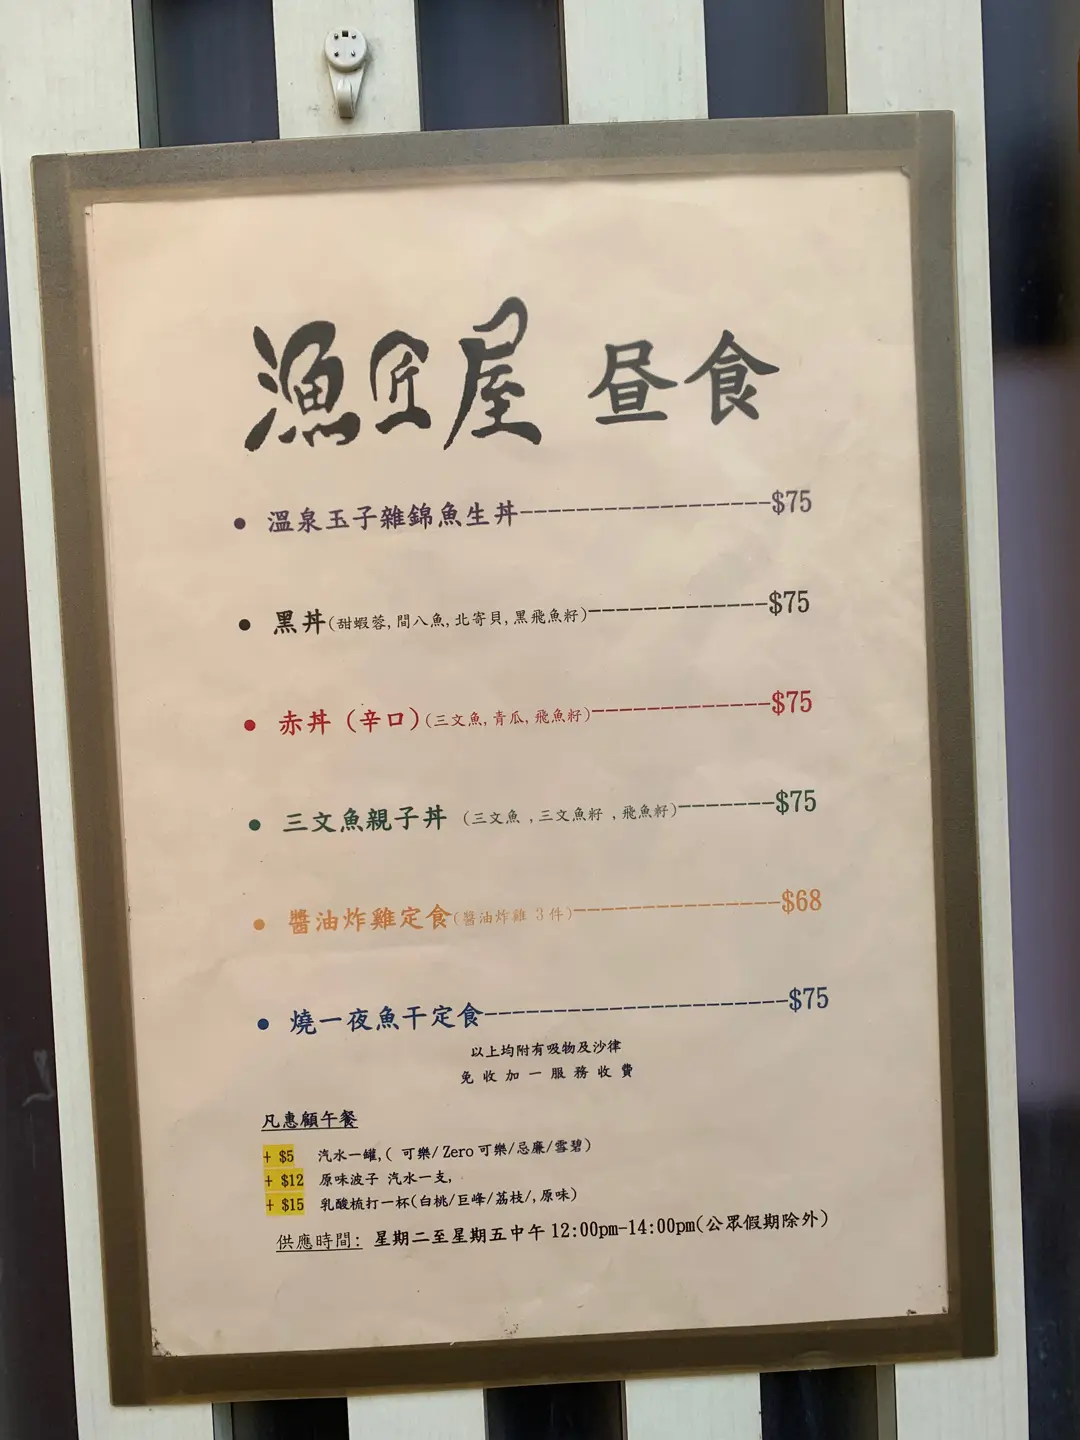 漁匠屋 昼食
• 溫泉玉子雜錦魚生丼------------------$75
• 黑丼(甜蝦蓉, 間八魚, 北寄貝, 黑飛魚籽)-------------$75
• 赤丼 (辛口)(三文魚, 青瓜, 飛魚籽)-------------$75
• 三文魚親子丼 (三文魚 , 三文魚籽 , 飛魚籽)-------$75
• 醬油炸雞定食(醬油炸雞 3 件)---------------$68
• 燒一夜魚干定食----------------------$75
以上均附有吸物及沙律
免 收 加 一 服 務 收 費
凡惠顧午餐
+ $5 汽水一罐,( 可樂/ Zero 可樂/忌廉/雪碧)
+ $12 原味波子 汽水一支,
+ $15 乳酸梳打一杯(白桃/巨峰/荔枝/,原味)
供應時間: 星期二至星期五中午 12:00pm-14:00pm(公眾假期除外)